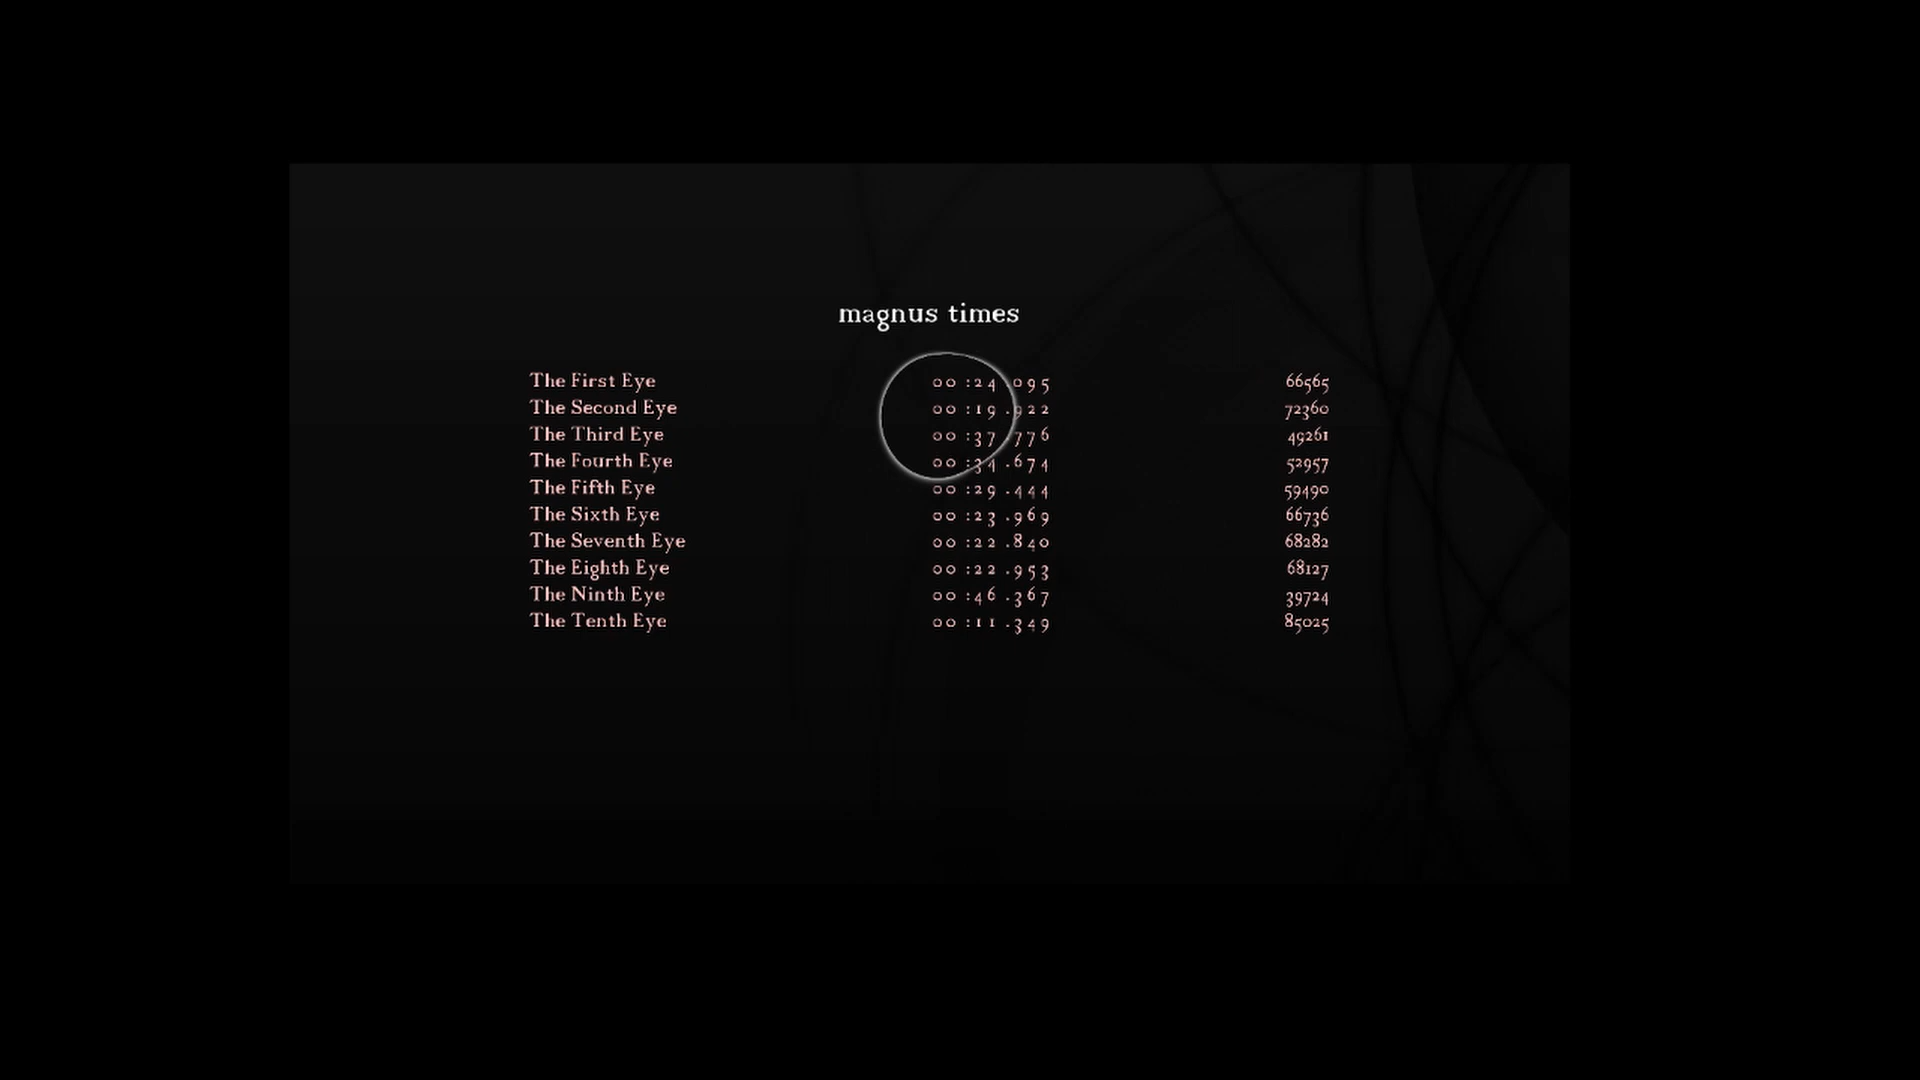 magnus times
The First Eye 00:24.095 66565
The Second Eye 00:19.922 72360
The Third Eye 00:37.776 49261
The Fourth Eye 00:34.674 52957
The Fifth Eye 00:29.444 59490
The Sixth Eye 00:23.969 66736
The Seventh Eye 00:22.840 68282
The Eighth Eye 00:22.953 68127
The Ninth Eye 00:46.367 39724
The Tenth Eye 00:11.349 85025